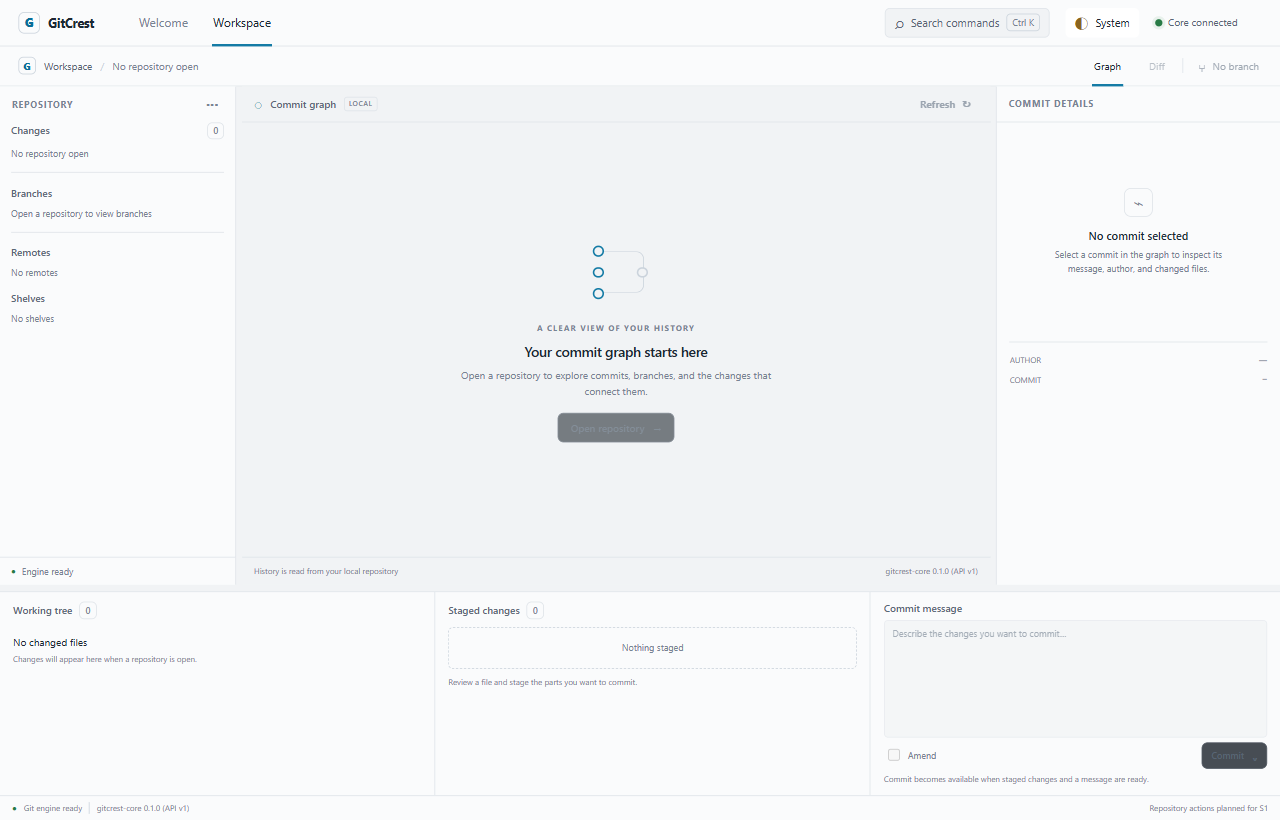 G GitCrest Welcome Workspace Search commands Ctrl K System Core connected
G Workspace / No repository open Graph Diff No branch
REPOSITORY
Changes 0
No repository open
Branches
Open a repository to view branches
Remotes
No remotes
Shelves
No shelves
Engine ready
Commit graph LOCAL Refresh
A CLEAR VIEW OF YOUR HISTORY
Your commit graph starts here
Open a repository to explore commits, branches, and the changes that
connect them.
Open repository
History is read from your local repository gitcrest-core 0.1.0 (API v1)
COMMIT DETAILS
No commit selected
Select a commit in the graph to inspect its
message, author, and changed files.
AUTHOR —
COMMIT –
Working tree 0
No changed files
Changes will appear here when a repository is open.
Staged changes 0
Nothing staged
Review a file and stage the parts you want to commit.
Commit message
Describe the changes you want to commit...
Amend Commit
Commit becomes available when staged changes and a message are ready.
Git engine ready gitcrest-core 0.1.0 (API v1) Repository actions planned for S1